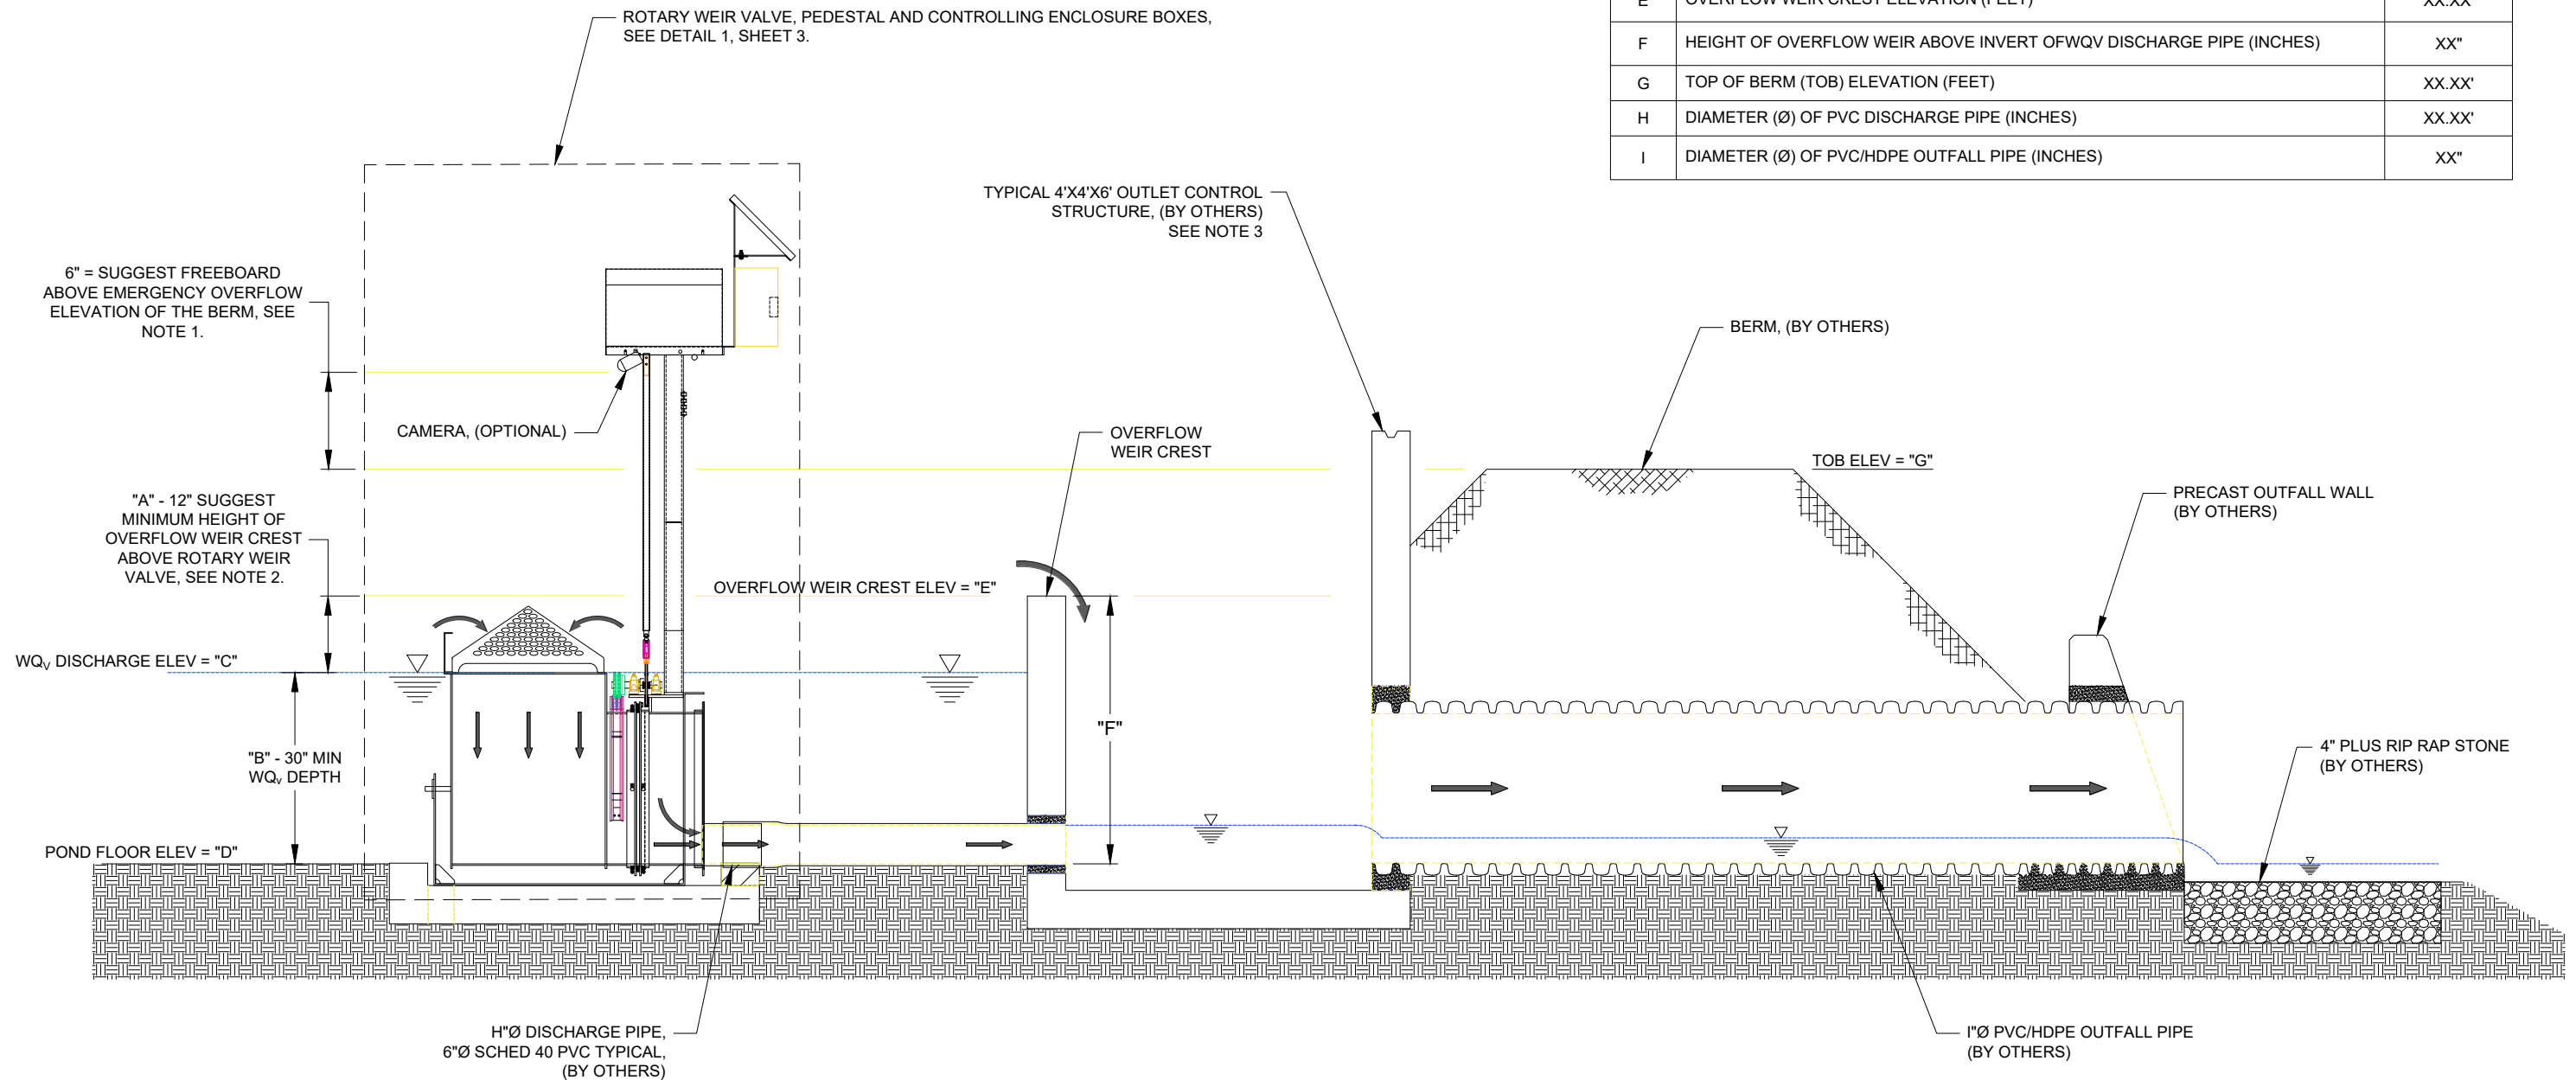 ROTARY WEIR VALVE, PEDESTAL AND CONTROLLING ENCLOSURE BOXES,
SEE DETAIL 1, SHEET 3.
E OVERFLOW WEIR CREST ELEVATION (FEET) XX.XX'
F HEIGHT OF OVERFLOW WEIR ABOVE INVERT OFWQV DISCHARGE PIPE (INCHES) XX"
G TOP OF BERM (TOB) ELEVATION (FEET) XX.XX'
H DIAMETER (Ø) OF PVC DISCHARGE PIPE (INCHES) XX.XX'
I DIAMETER (Ø) OF PVC/HDPE OUTFALL PIPE (INCHES) XX"
TYPICAL 4'X4'X6' OUTLET CONTROL
STRUCTURE, (BY OTHERS)
SEE NOTE 3
6" = SUGGEST FREEBOARD
ABOVE EMERGENCY OVERFLOW
ELEVATION OF THE BERM, SEE
NOTE 1.
BERM, (BY OTHERS)
CAMERA, (OPTIONAL)
OVERFLOW
WEIR CREST
TOB ELEV = "G"
PRECAST OUTFALL WALL
(BY OTHERS)
"A" - 12" SUGGEST
MINIMUM HEIGHT OF
OVERFLOW WEIR CREST
ABOVE ROTARY WEIR
VALVE, SEE NOTE 2.
OVERFLOW WEIR CREST ELEV = "E"
WQV DISCHARGE ELEV = "C"
"F"
"B" - 30" MIN
WQV DEPTH
4" PLUS RIP RAP STONE
(BY OTHERS)
POND FLOOR ELEV = "D"
H"Ø DISCHARGE PIPE,
6"Ø SCHED 40 PVC TYPICAL,
(BY OTHERS)
I"Ø PVC/HDPE OUTFALL PIPE
(BY OTHERS)